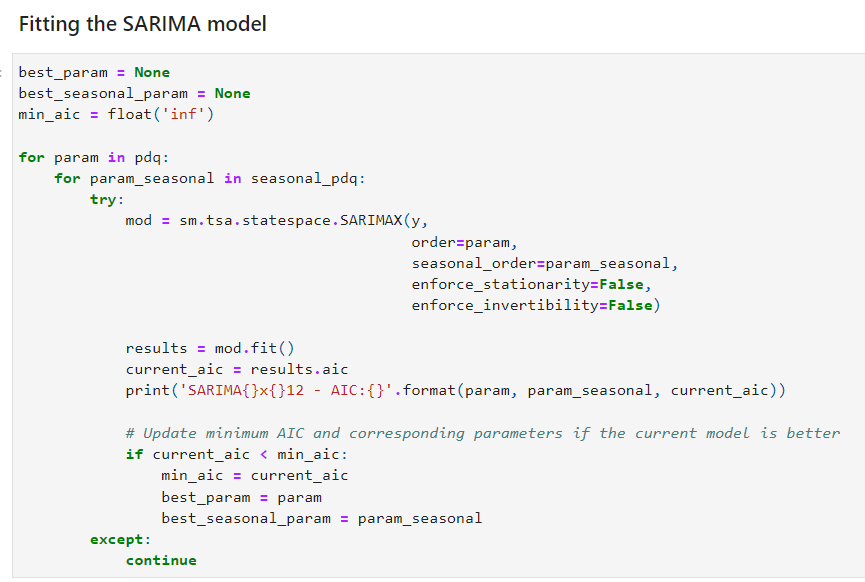 Fitting the SARIMA model
best_param = None
best_seasonal_param = None
min_aic = float('inf')
for param in pdq:
    for param_seasonal in seasonal_pdq:
        try:
            mod = sm.tsa.statespace.SARIMAX(y,
                                            order=param,
                                            seasonal_order=param_seasonal,
                                            enforce_stationarity=False,
                                            enforce_invertibility=False)
            results = mod.fit()
            current_aic = results.aic
            print('SARIMA{}x{}12 - AIC:{}'.format(param, param_seasonal, current_aic))
            # Update minimum AIC and corresponding parameters if the current model is better
            if current_aic < min_aic:
                min_aic = current_aic
                best_param = param
                best_seasonal_param = param_seasonal
        except:
            continue